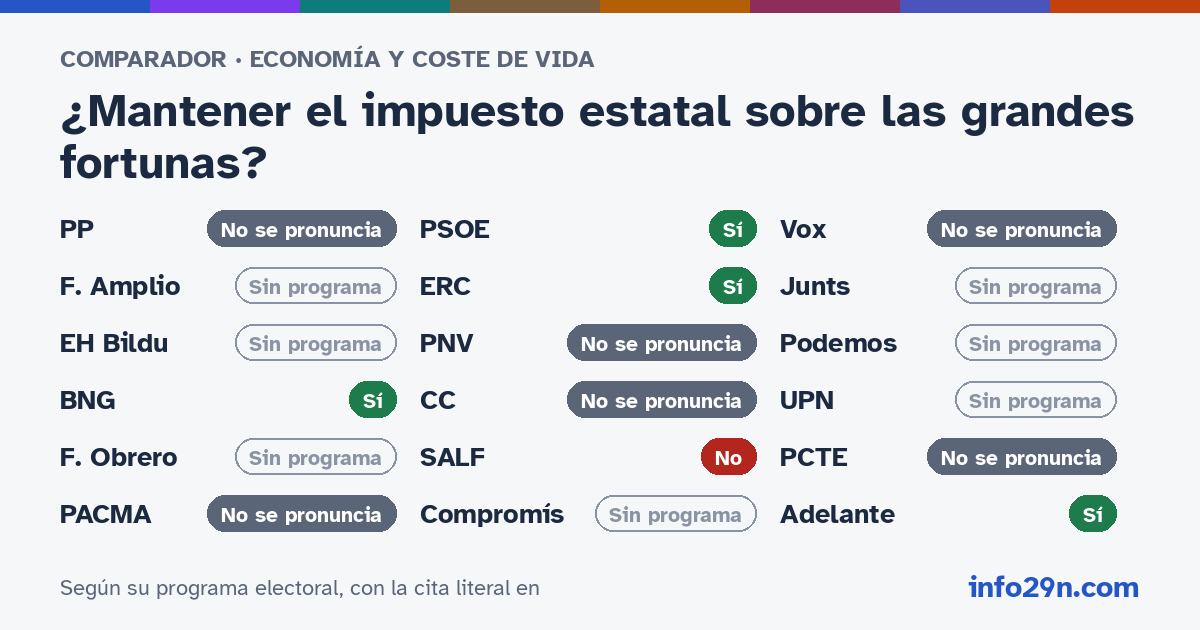 COMPARADOR · ECONOMÍA Y COSTE DE VIDA
¿Mantener el impuesto estatal sobre las grandes
fortunas?
PP No se pronuncia PSOE Sí Vox No se pronuncia
F. Amplio Sin programa ERC Sí Junts Sin programa
EH Bildu Sin programa PNV No se pronuncia Podemos Sin programa
BNG Sí CC No se pronuncia UPN Sin programa
F. Obrero Sin programa SALF No PCTE No se pronuncia
PACMA No se pronuncia Compromís Sin programa Adelante Sí
Según su programa electoral, con la cita literal en info29n.com